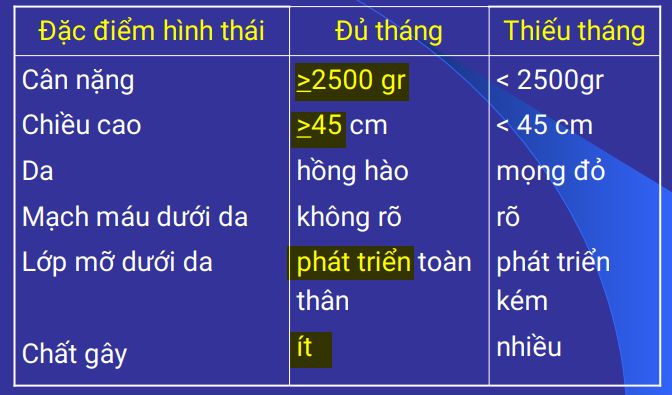 Đặc điểm hình thái Đủ tháng Thiếu tháng
Cân nặng ≥2500 gr < 2500gr
Chiều cao ≥45 cm < 45 cm
Da hồng hào mọng đỏ
Mạch máu dưới da không rõ rõ
Lớp mỡ dưới da phát triển toàn phát triển
thân kém
Chất gây ít nhiều